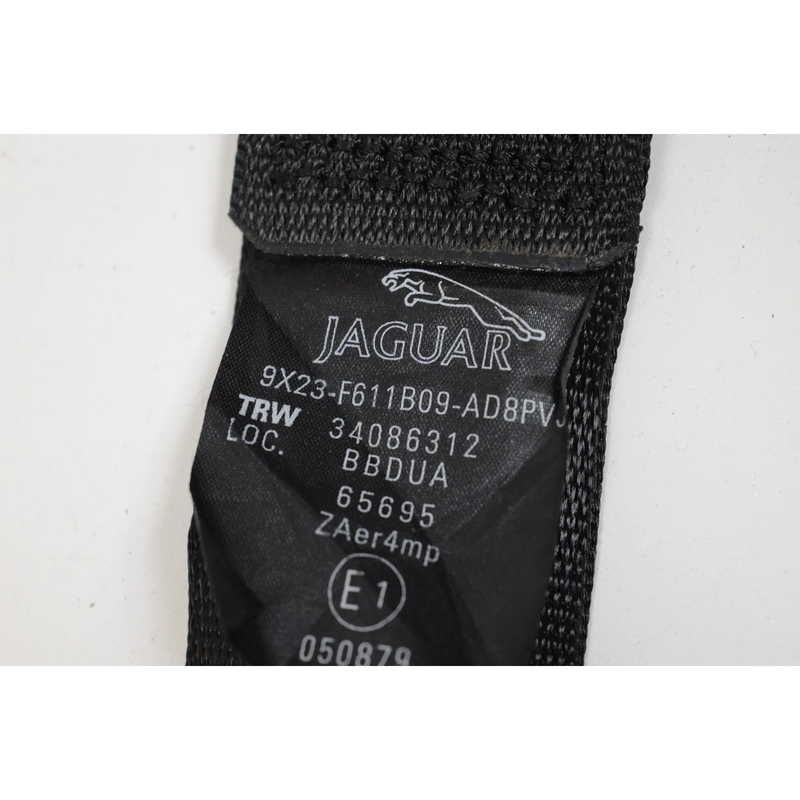 JAGUAR
9X23-F611B09-AD8PVJ
TRW 34086312
LOC. BBDUA
65695
ZAer4mp
E1
050879